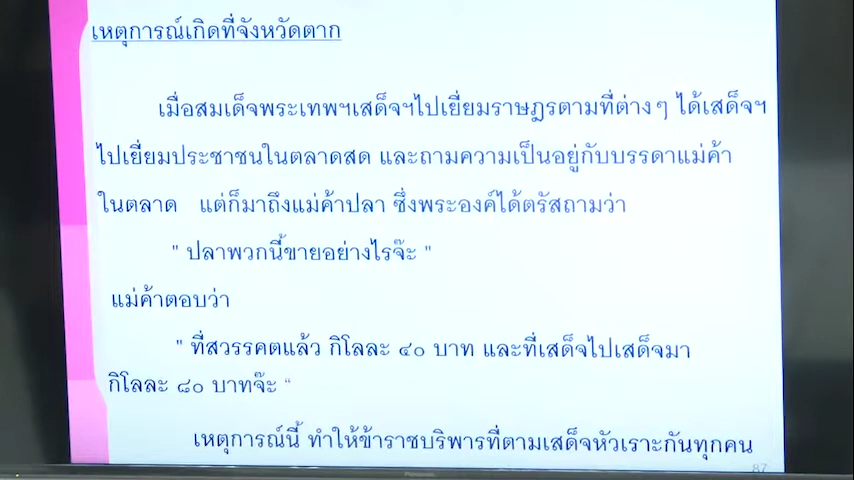 เหตุการณ์เกิดที่จังหวัดตาก
เมื่อสมเด็จพระเทพฯเสด็จฯไปเยี่ยมราษฎรตามที่ต่างๆ ได้เสด็จฯ
ไปเยี่ยมประชาชนในตลาดสด และถามความเป็นอยู่กับบรรดาแม่ค้า
ในตลาด แต่ก็มาถึงแม่ค้าปลา ซึ่งพระองค์ได้ตรัสถามว่า
" ปลาพวกนี้ขายอย่างไรจ๊ะ "
แม่ค้าตอบว่า
" ที่สวรรคตแล้ว กิโลละ ๔๐ บาท และที่เสด็จไปเสด็จมา
กิโลละ ๘๐ บาทจ๊ะ “
เหตุการณ์นี้ ทำให้ข้าราชบริพารที่ตามเสด็จหัวเราะกันทุกคน
87